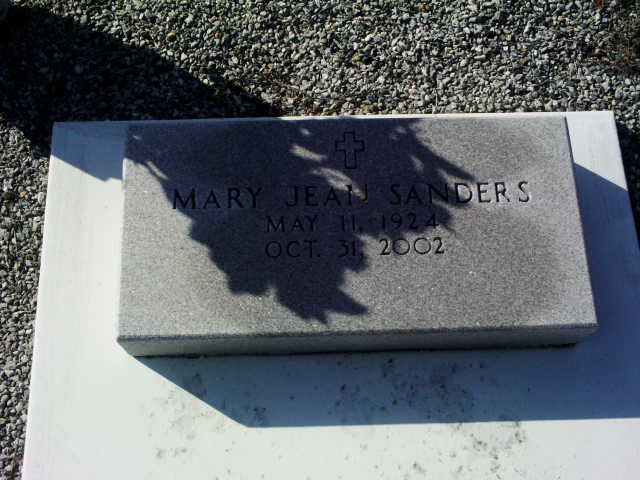 MARY JEAN SANDERS
MAY 11, 1924
OCT. 31, 2002